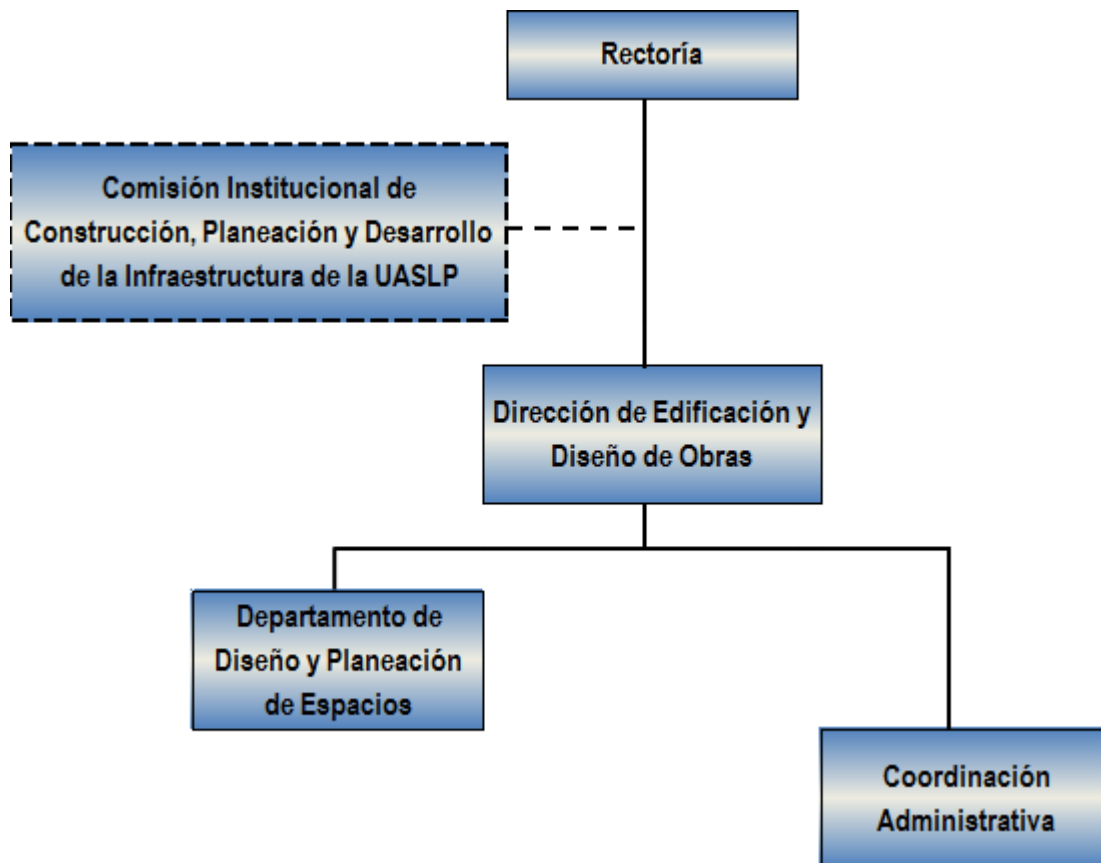 Rectoría
Comisión Institucional de
Construcción, Planeación y Desarrollo
de la Infraestructura de la UASLP
Dirección de Edificación y
Diseño de Obras
Departamento de
Diseño y Planeación
de Espacios
Coordinación
Administrativa